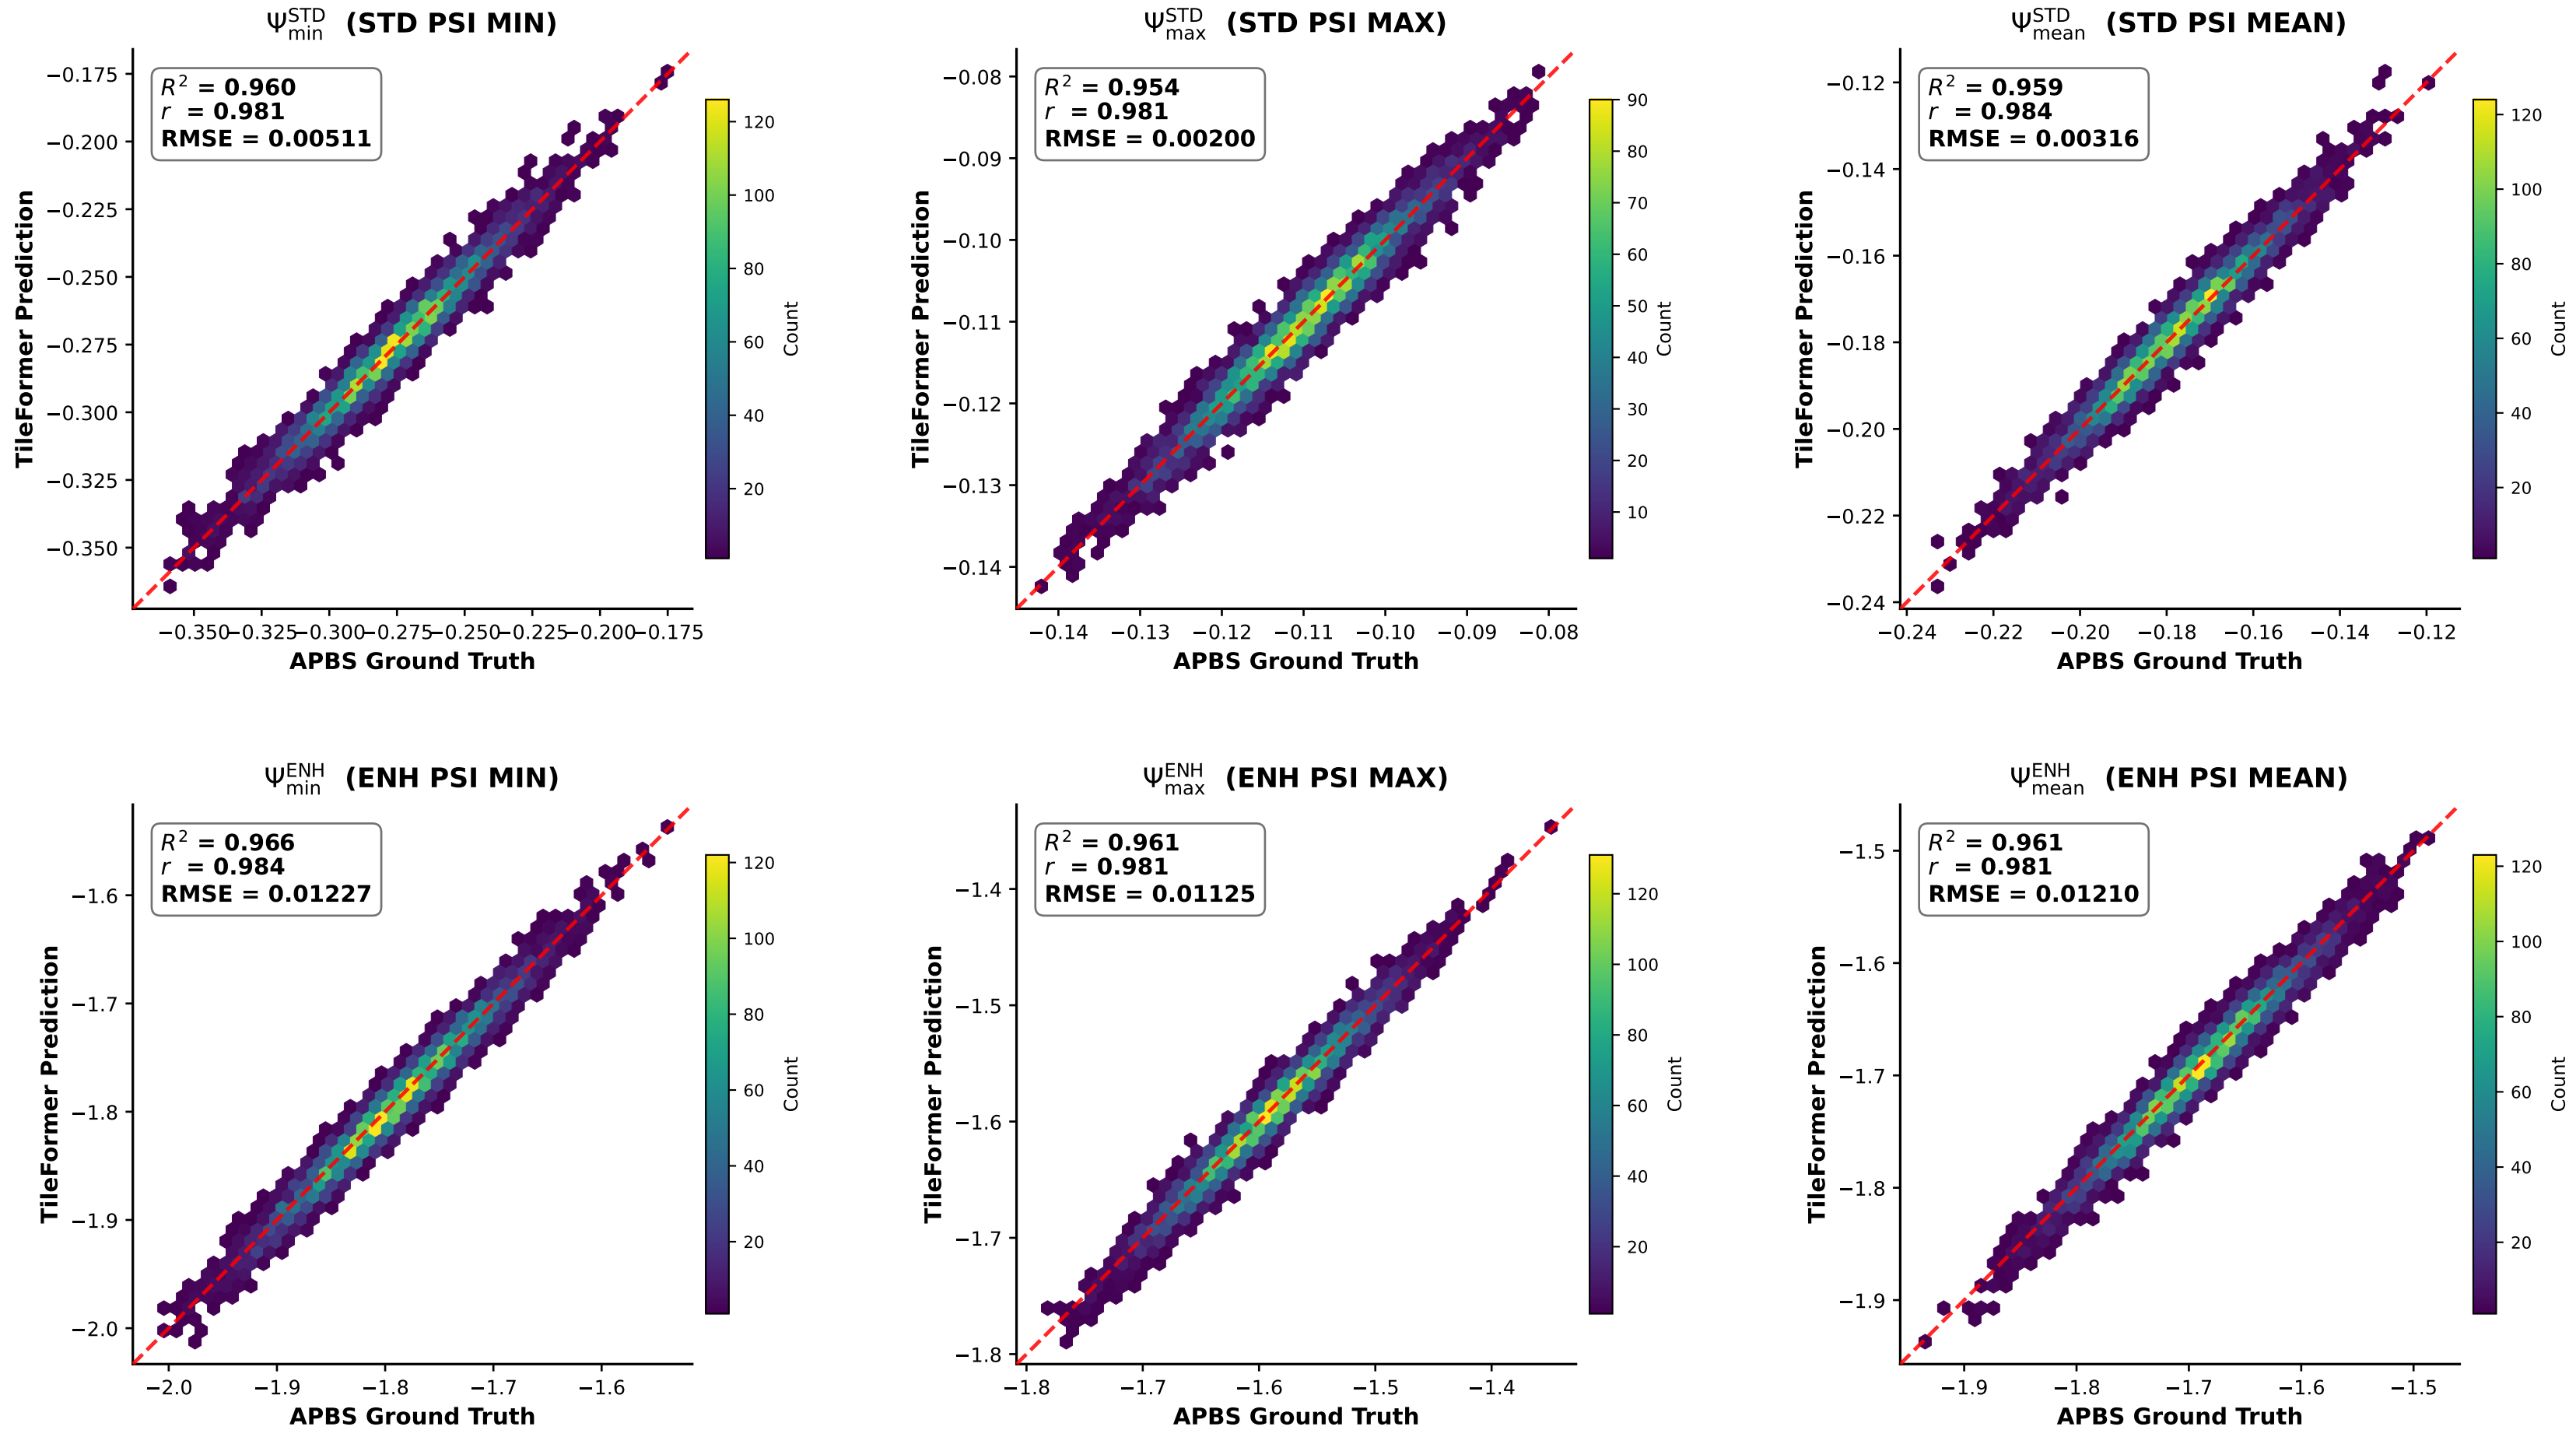 Ψ^STD_min (STD PSI MIN)
R² = 0.960
r = 0.981
RMSE = 0.00511
TileFormer Prediction
−0.175
−0.200
−0.225
−0.250
−0.275
−0.300
−0.325
−0.350
−0.350 −0.325 −0.300 −0.275 −0.250 −0.225 −0.200 −0.175
APBS Ground Truth
120
100
80
60
40
20
Count
Ψ^STD_max (STD PSI MAX)
R² = 0.954
r = 0.981
RMSE = 0.00200
TileFormer Prediction
−0.08
−0.09
−0.10
−0.11
−0.12
−0.13
−0.14
−0.14 −0.13 −0.12 −0.11 −0.10 −0.09 −0.08
APBS Ground Truth
90
80
70
60
50
40
30
20
10
Count
Ψ^STD_mean (STD PSI MEAN)
R² = 0.959
r = 0.984
RMSE = 0.00316
TileFormer Prediction
−0.12
−0.14
−0.16
−0.18
−0.20
−0.22
−0.24
−0.24 −0.22 −0.20 −0.18 −0.16 −0.14 −0.12
APBS Ground Truth
120
100
80
60
40
20
Count
Ψ^ENH_min (ENH PSI MIN)
R² = 0.966
r = 0.984
RMSE = 0.01227
TileFormer Prediction
−1.6
−1.7
−1.8
−1.9
−2.0
−2.0 −1.9 −1.8 −1.7 −1.6
APBS Ground Truth
120
100
80
60
40
20
Count
Ψ^ENH_max (ENH PSI MAX)
R² = 0.961
r = 0.981
RMSE = 0.01125
TileFormer Prediction
−1.4
−1.5
−1.6
−1.7
−1.8
−1.8 −1.7 −1.6 −1.5 −1.4
APBS Ground Truth
120
100
80
60
40
20
Count
Ψ^ENH_mean (ENH PSI MEAN)
R² = 0.961
r = 0.981
RMSE = 0.01210
TileFormer Prediction
−1.5
−1.6
−1.7
−1.8
−1.9
−1.9 −1.8 −1.7 −1.6 −1.5
APBS Ground Truth
120
100
80
60
40
20
Count